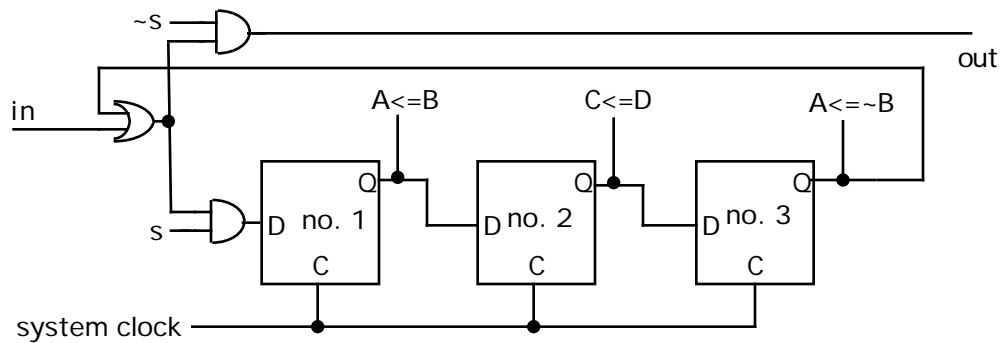 ~s
out
A<=B
C<=D
A<=~B
in
Q
Q
Q
no. 1
no. 2
no. 3
D
D
D
s
C
C
C
system clock